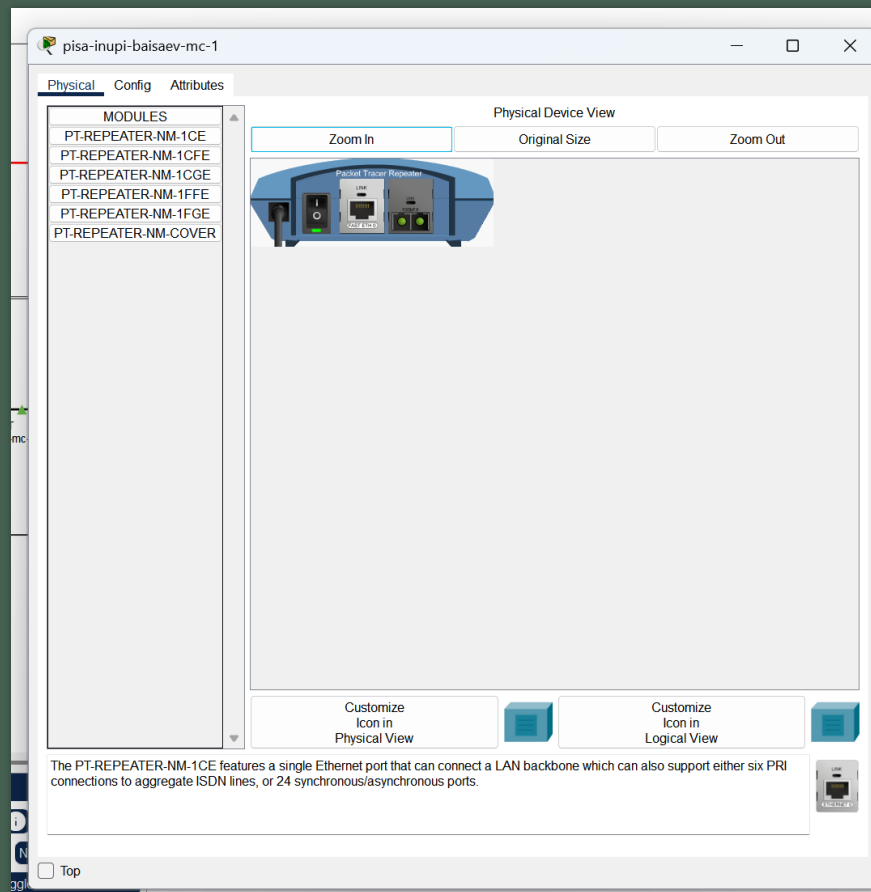 pisa-inupi-baisaev-mc-1
Physical Config Attributes
MODULES
PT-REPEATER-NM-1CE
PT-REPEATER-NM-1CFE
PT-REPEATER-NM-1CGE
PT-REPEATER-NM-1FFE
PT-REPEATER-NM-1FGE
PT-REPEATER-NM-COVER
Physical Device View
Zoom In Original Size Zoom Out
Packet Tracer Repeater
LINK
FAST ETH 0
Customize
Icon in
Physical View
Customize
Icon in
Logical View
The PT-REPEATER-NM-1CE features a single Ethernet port that can connect a LAN backbone which can also support either six PRI
connections to aggregate ISDN lines, or 24 synchronous/asynchronous ports.
LINK
ETHERNET 0
Top
-mc-